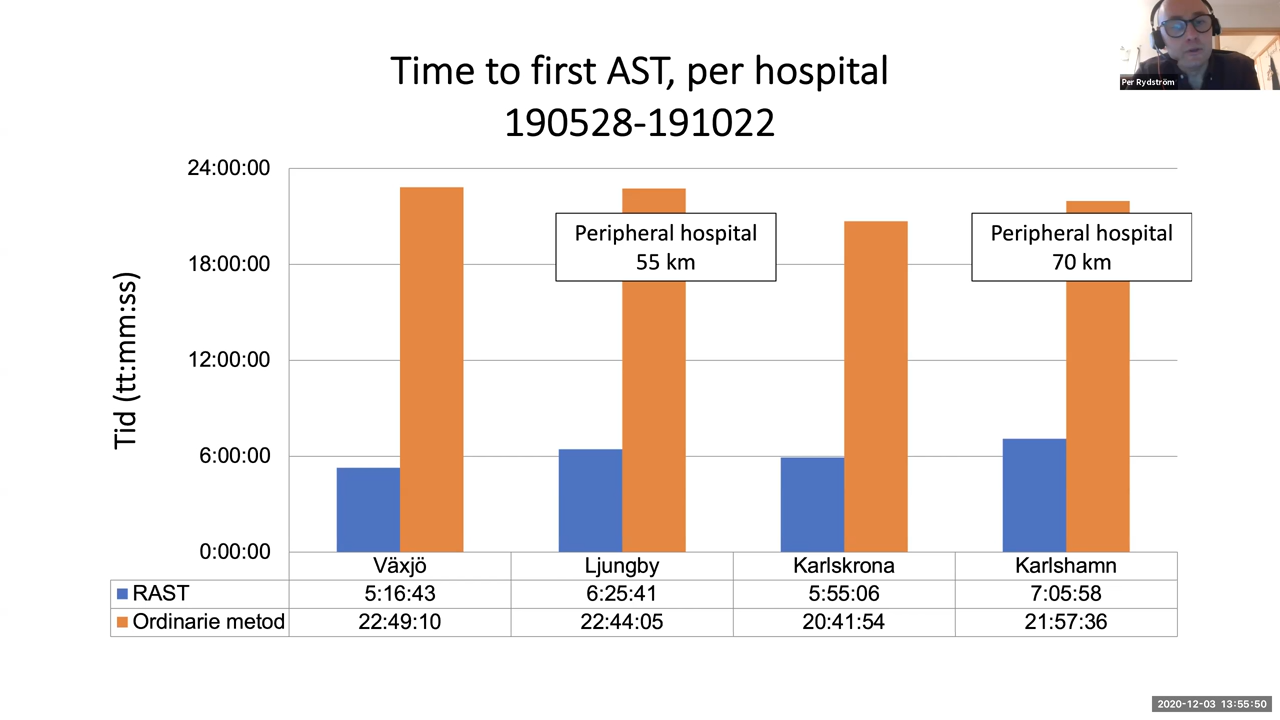 Per Rydström
Time to first AST, per hospital
190528-191022
24:00:00
18:00:00
12:00:00
6:00:00
0:00:00
Tid (tt:mm:ss)
Peripheral hospital
55 km
Peripheral hospital
70 km
Växjö Ljungby Karlskrona Karlshamn
RAST 5:16:43 6:25:41 5:55:06 7:05:58
Ordinarie metod 22:49:10 22:44:05 20:41:54 21:57:36
2020-12-03 13:55:50